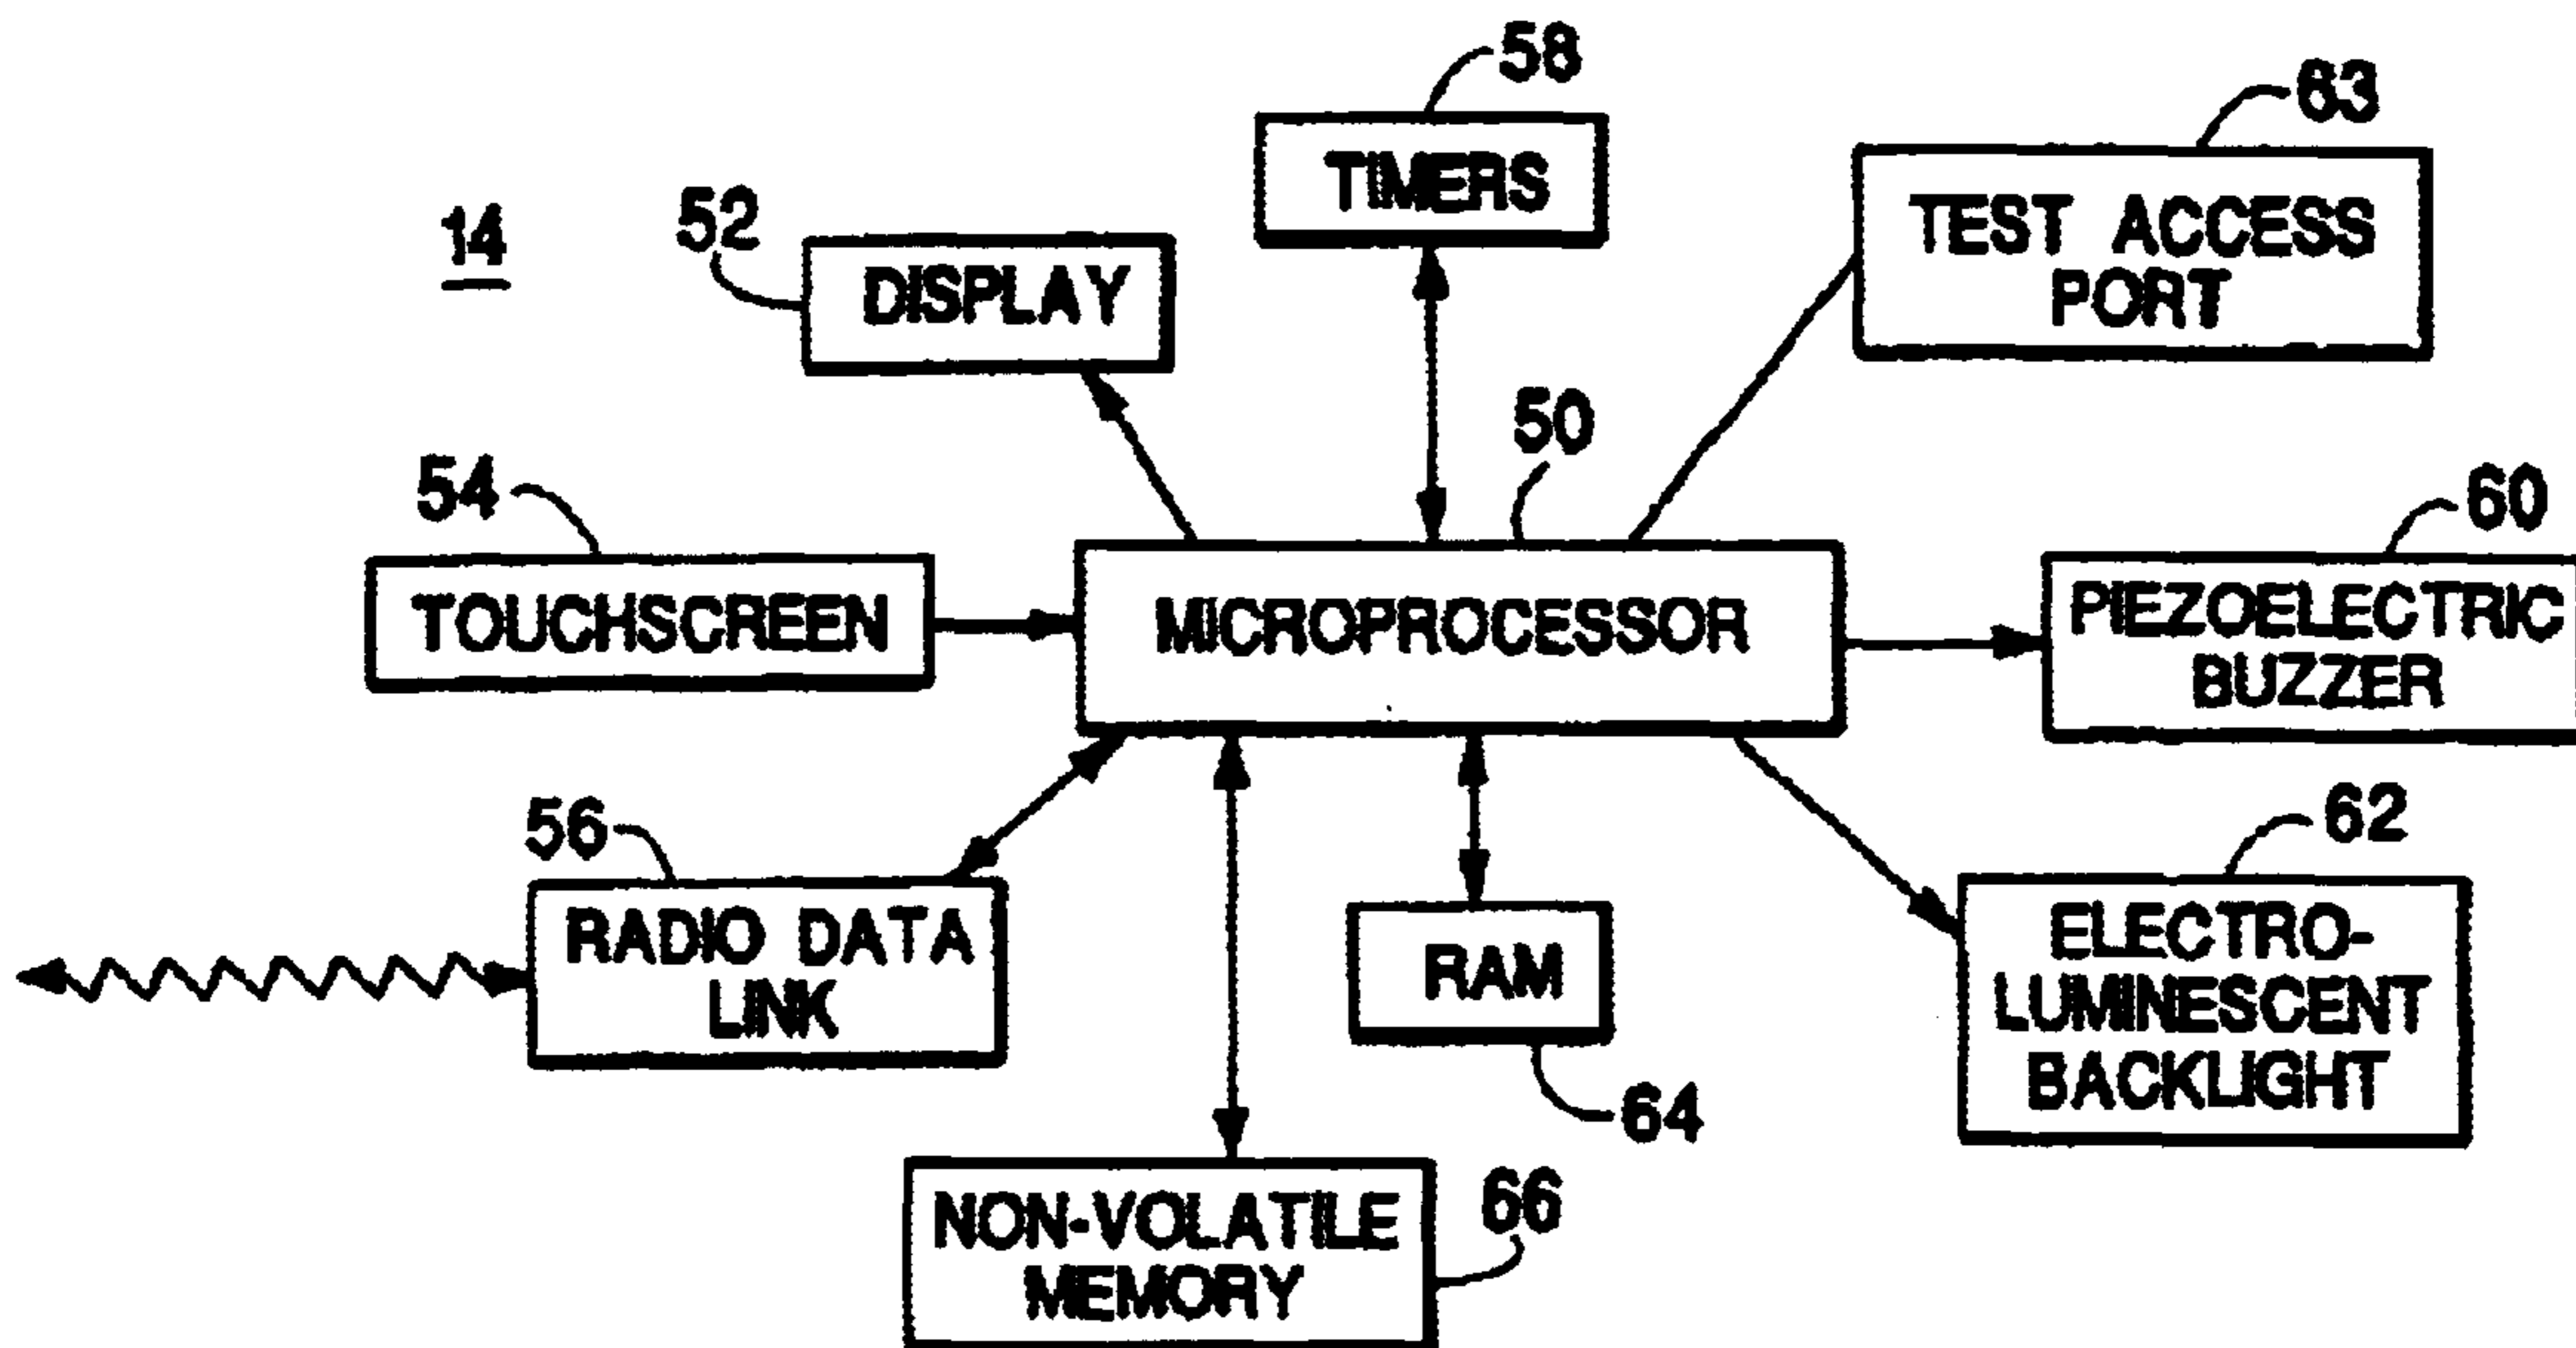 58
63
TIMERS
52
14
TEST ACCESS
PORT
DISPLAY
50
54
60
TOUCHSCREEN
MICROPROCESSOR
PIEZOELECTRIC
BUZZER
56
62
RADIO DATA
LINK
RAM
ELECTRO-
LUMINESCENT
BACKLIGHT
64
NON-VOLATILE
MEMORY
66